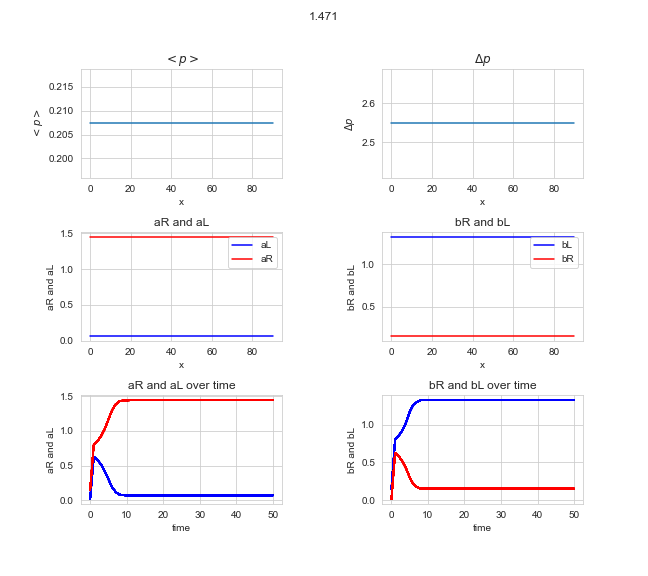 1.471
< p >
Δp
0.215
0.210
0.205
0.200
< p >
0 20 40 60 80
x
2.6
2.5
Δp
0 20 40 60 80
x
aR and aL
1.5
1.0
0.5
0.0
aR and aL
aL
aR
0 20 40 60 80
x
bR and bL
1.0
0.5
bR and bL
bL
bR
0 20 40 60 80
x
aR and aL over time
1.5
1.0
0.5
0.0
aR and aL
0 10 20 30 40 50
time
bR and bL over time
1.0
0.5
0.0
bR and bL
0 10 20 30 40 50
time